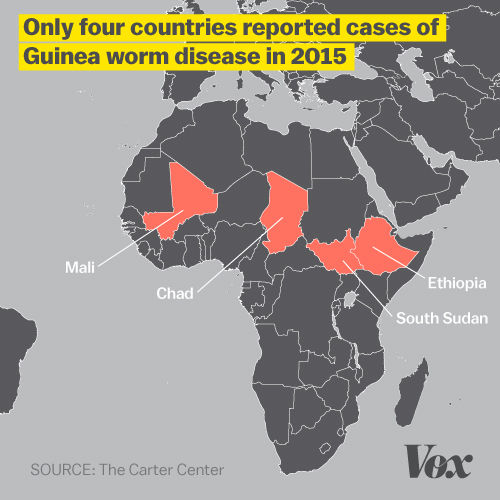 Only four countries reported cases of
Guinea worm disease in 2015
Mali
Chad
Ethiopia
South Sudan
SOURCE: The Carter Center
Vox